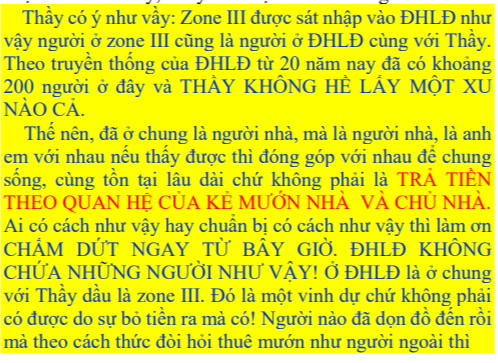 Thầy có ý như vầy: Zone III được sát nhập vào ĐHLĐ như
vậy người ở zone III cũng là người ở ĐHLĐ cùng với Thầy.
Theo truyền thống của ĐHLĐ từ 20 năm nay đã có khoảng
200 người ở đây và THẦY KHÔNG HỀ LẤY MỘT XU
NÀO CẢ.
Thế nên, đã ở chung là người nhà, mà là người nhà, là anh
em với nhau nếu thấy được thì đóng góp với nhau để chung
sống, cùng tồn tại lâu dài chứ không phải là TRẢ TIỀN
THEO QUAN HỆ CỦA KẺ MƯỚN NHÀ VÀ CHỦ NHÀ.
Ai có cách như vậy hay chuẩn bị có cách như vậy thì làm ơn
CHẤM DỨT NGAY TỪ BÂY GIỜ. ĐHLĐ KHÔNG
CHỨA NHỮNG NGƯỜI NHƯ VẬY! Ở ĐHLĐ là ở chung
với Thầy dầu là zone III. Đó là một vinh dự chứ không phải
có được do sự bỏ tiền ra mà có! Người nào đã dọn đồ đến rồi
mà theo cách thức đòi hỏi thuê mướn như người ngoài thì